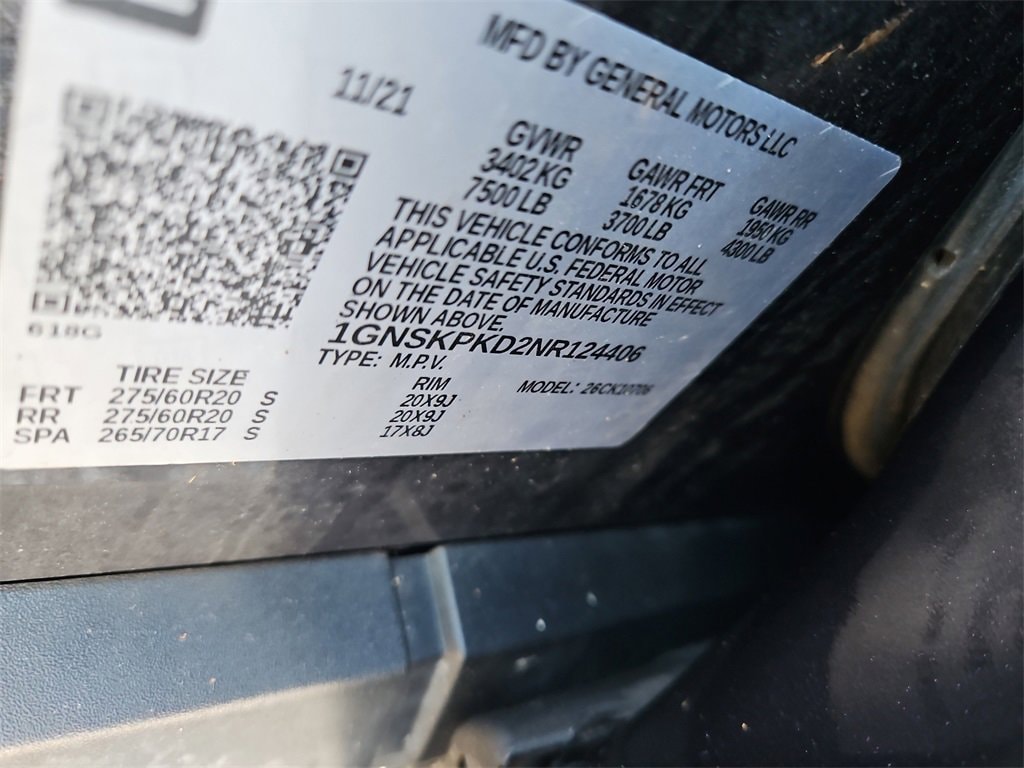 MFD BY GENERAL MOTORS LLC
11/21
GVWR
3402 KG
7500 LB
GAWR FRT
1678 KG
3700 LB
GAWR RR
1950 KG
4300 LB
THIS VEHICLE CONFORMS TO ALL
APPLICABLE U.S. FEDERAL MOTOR
VEHICLE SAFETY STANDARDS IN EFFECT
ON THE DATE OF MANUFACTURE
SHOWN ABOVE.
1GNSKPKD2NR124406
TYPE: M.P.V.
MODEL:
618G
TIRE SIZE RIM
FRT 275/60R20 S 20X9J
RR 275/60R20 S 20X9J
SPA 265/70R17 S 17X8J